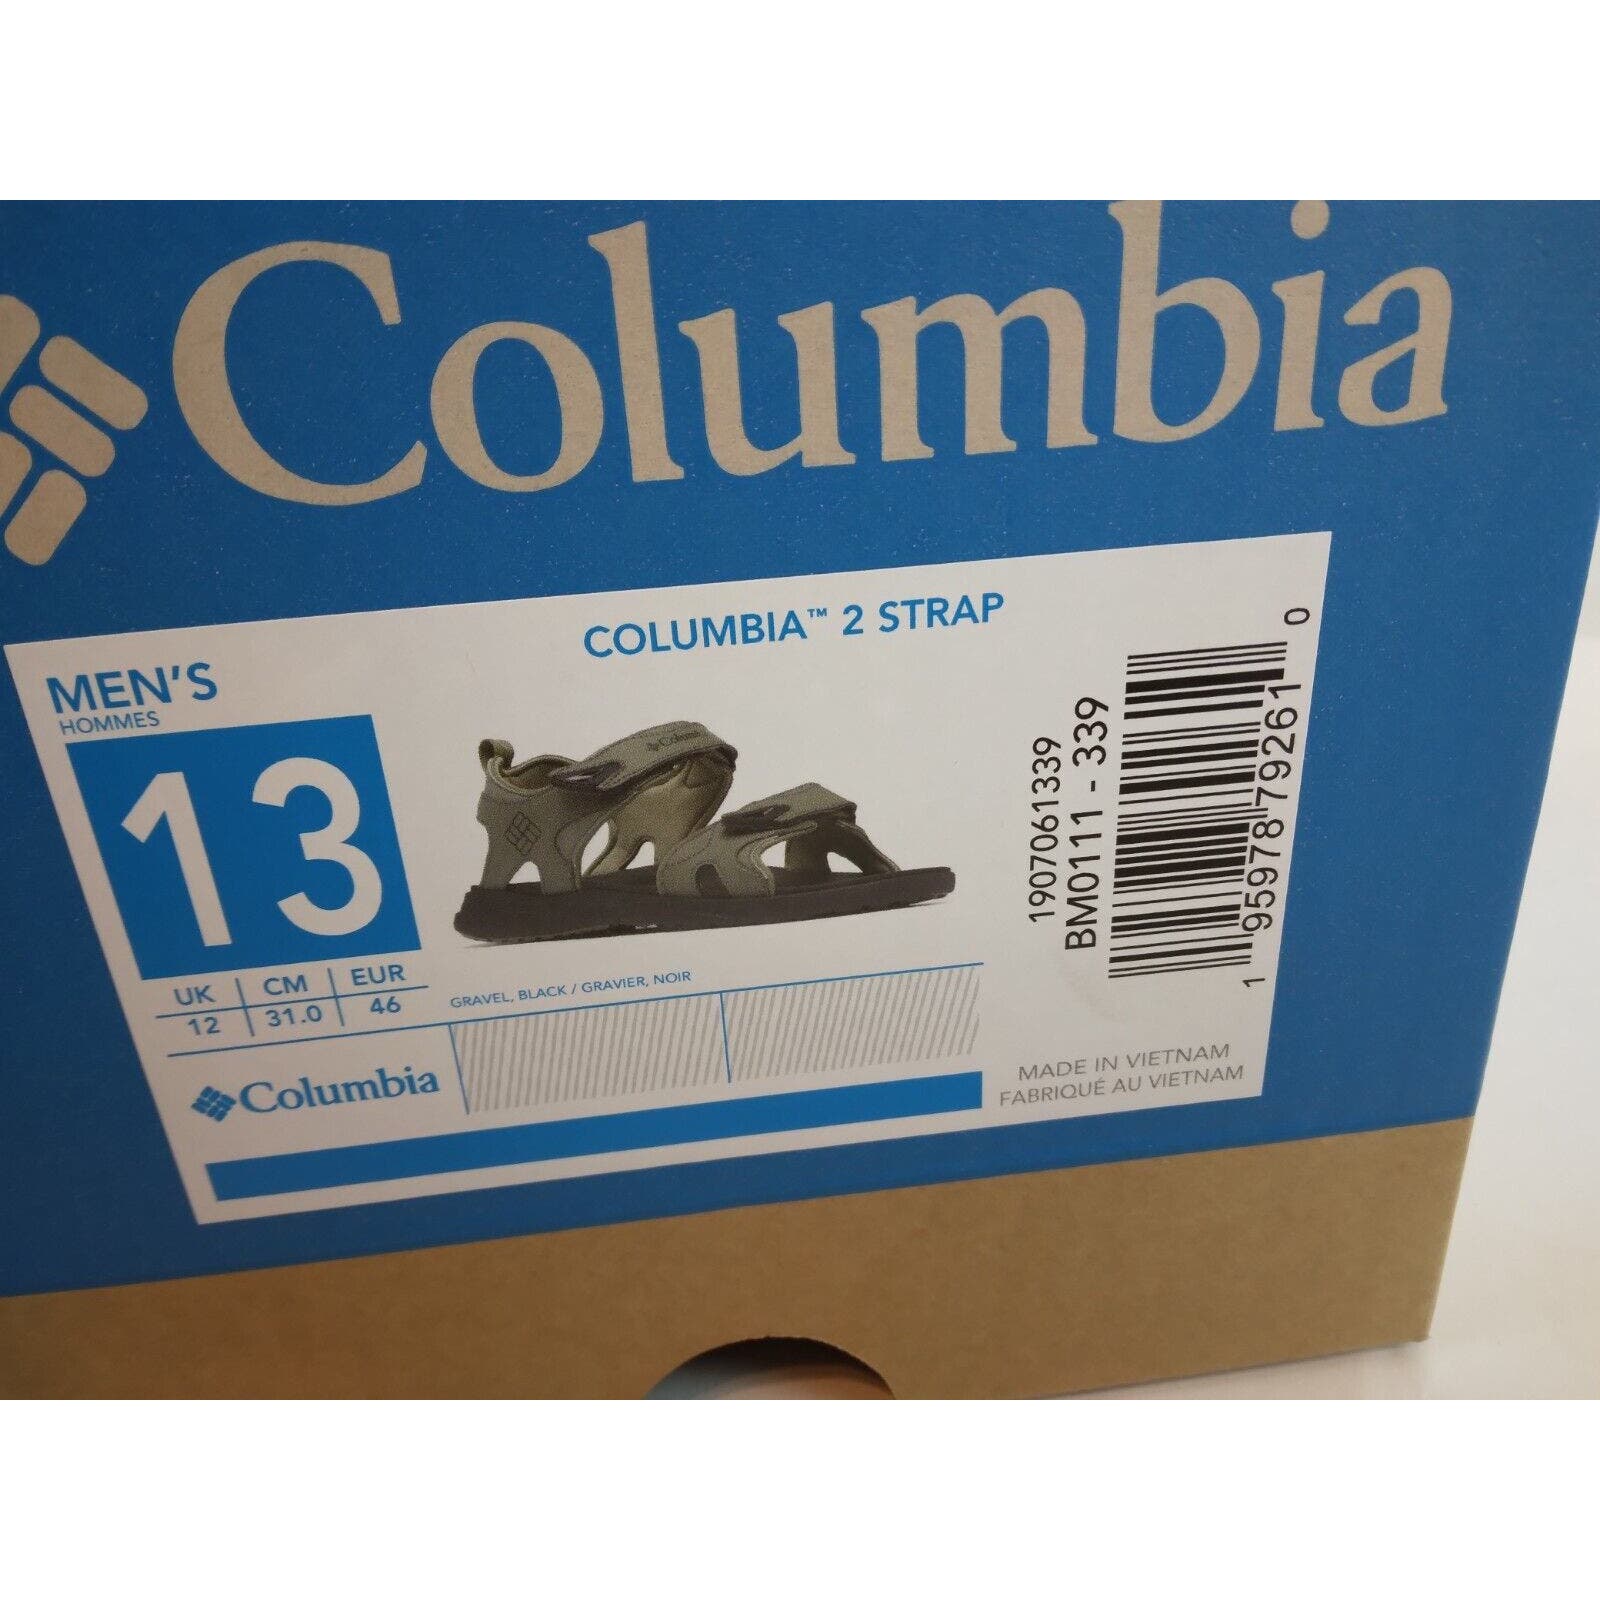 Columbia
COLUMBIA™ 2 STRAP
MEN'S
HOMMES
13
UK CM EUR
12 31.0 46
Columbia
GRAVEL, BLACK / GRAVIER, NOIR
Columbia
1907061339
BM0111 - 339
1 95978 79261 0
MADE IN VIETNAM
FABRIQUÉ AU VIETNAM